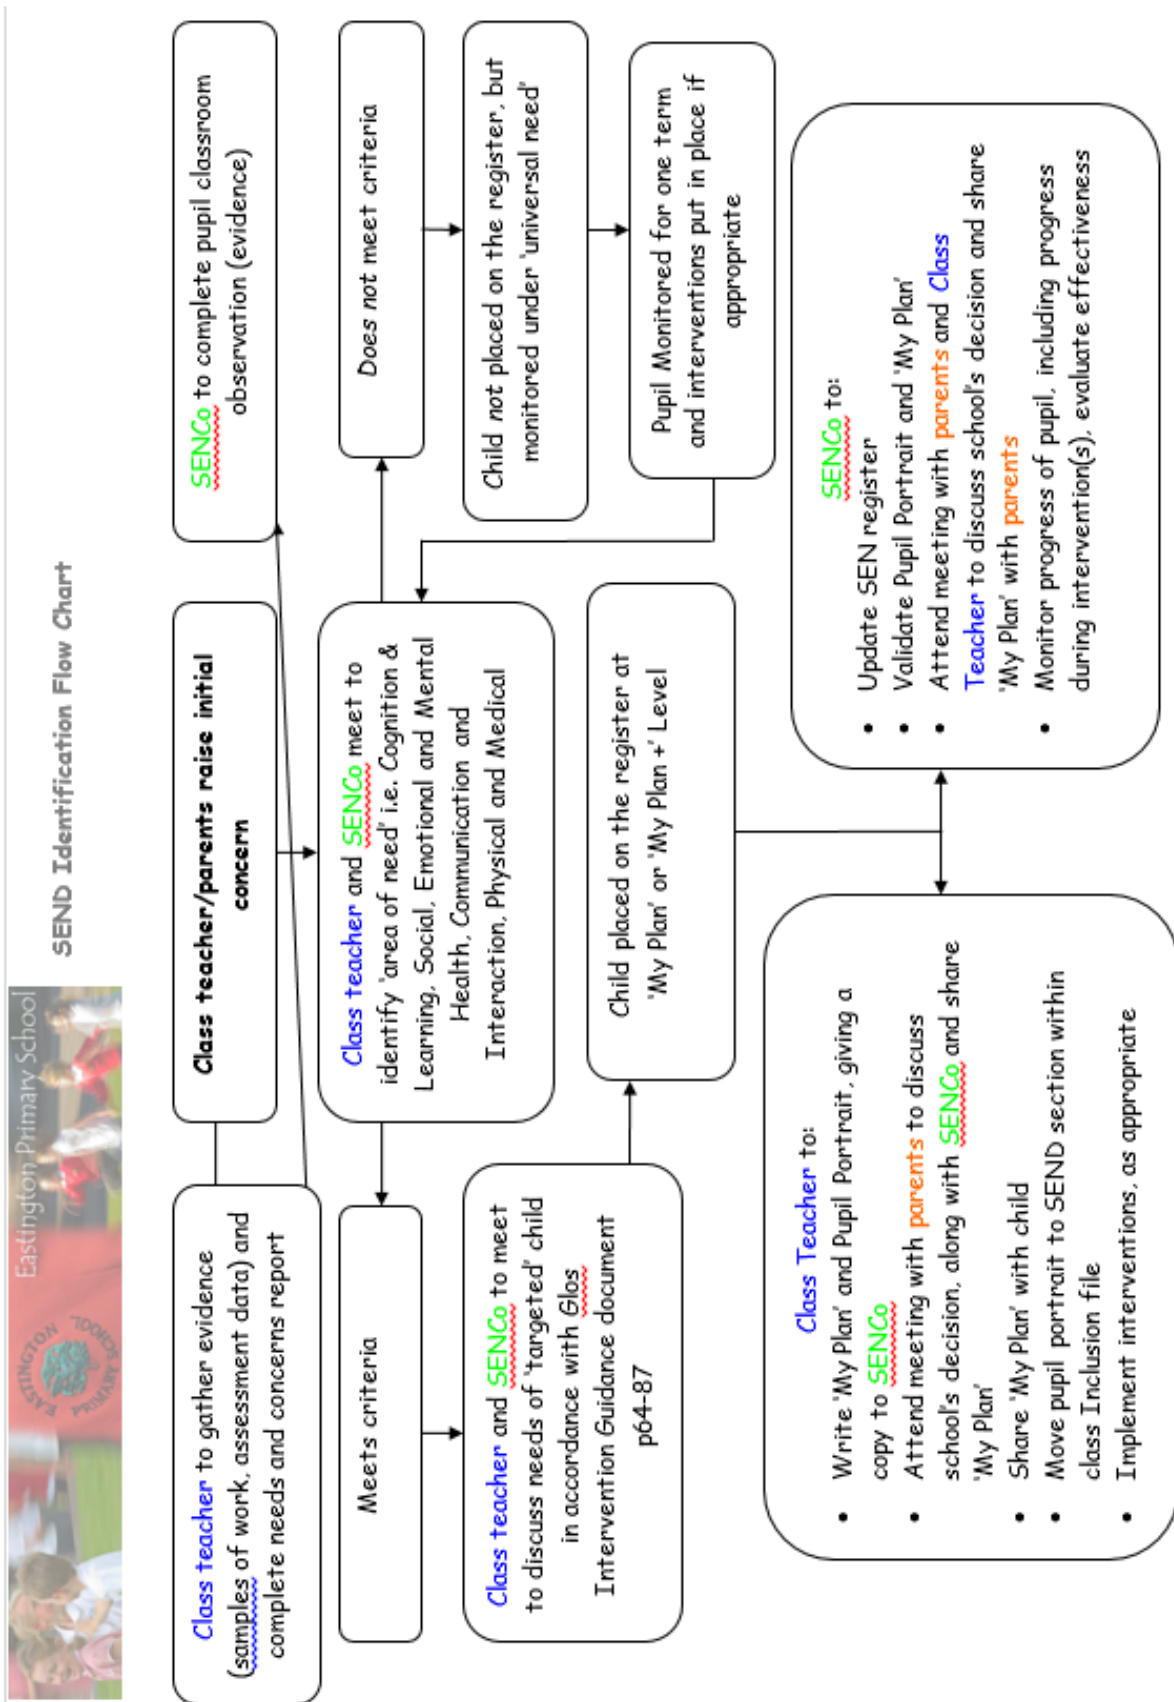 Eastington Primary School
EASTINGTON
PRIMARY SCHOOL
SEND Identification Flow Chart
Class teacher to gather evidence
(samples of work, assessment data) and
complete needs and concerns report
Class teacher/parents raise initial
concern
SENCo to complete pupil classroom
observation (evidence)
Class teacher and SENCo meet to
identify ‘area of need’ i.e. Cognition &
Learning, Social, Emotional and Mental
Health, Communication and
Interaction, Physical and Medical
Meets criteria
Does not meet criteria
Class teacher and SENCo to meet
to discuss needs of ‘targeted’ child
in accordance with Glos
Intervention Guidance document
p64-87
Child not placed on the register, but
monitored under ‘universal need’
Child placed on the register at
‘My Plan’ or ‘My Plan +’ Level
Pupil Monitored for one term
and interventions put in place if
appropriate
Class Teacher to:
• Write ‘My Plan’ and Pupil Portrait, giving a
copy to SENCo
• Attend meeting with parents to discuss
school’s decision, along with SENCo and share
‘My Plan’
• Share ‘My Plan’ with child
• Move pupil portrait to SEND section within
class Inclusion file
• Implement interventions, as appropriate
SENCo to:
• Update SEN register
• Validate Pupil Portrait and ‘My Plan’
• Attend meeting with parents and Class
Teacher to discuss school’s decision and share
‘My Plan’ with parents
• Monitor progress of pupil, including progress
during intervention(s), evaluate effectiveness